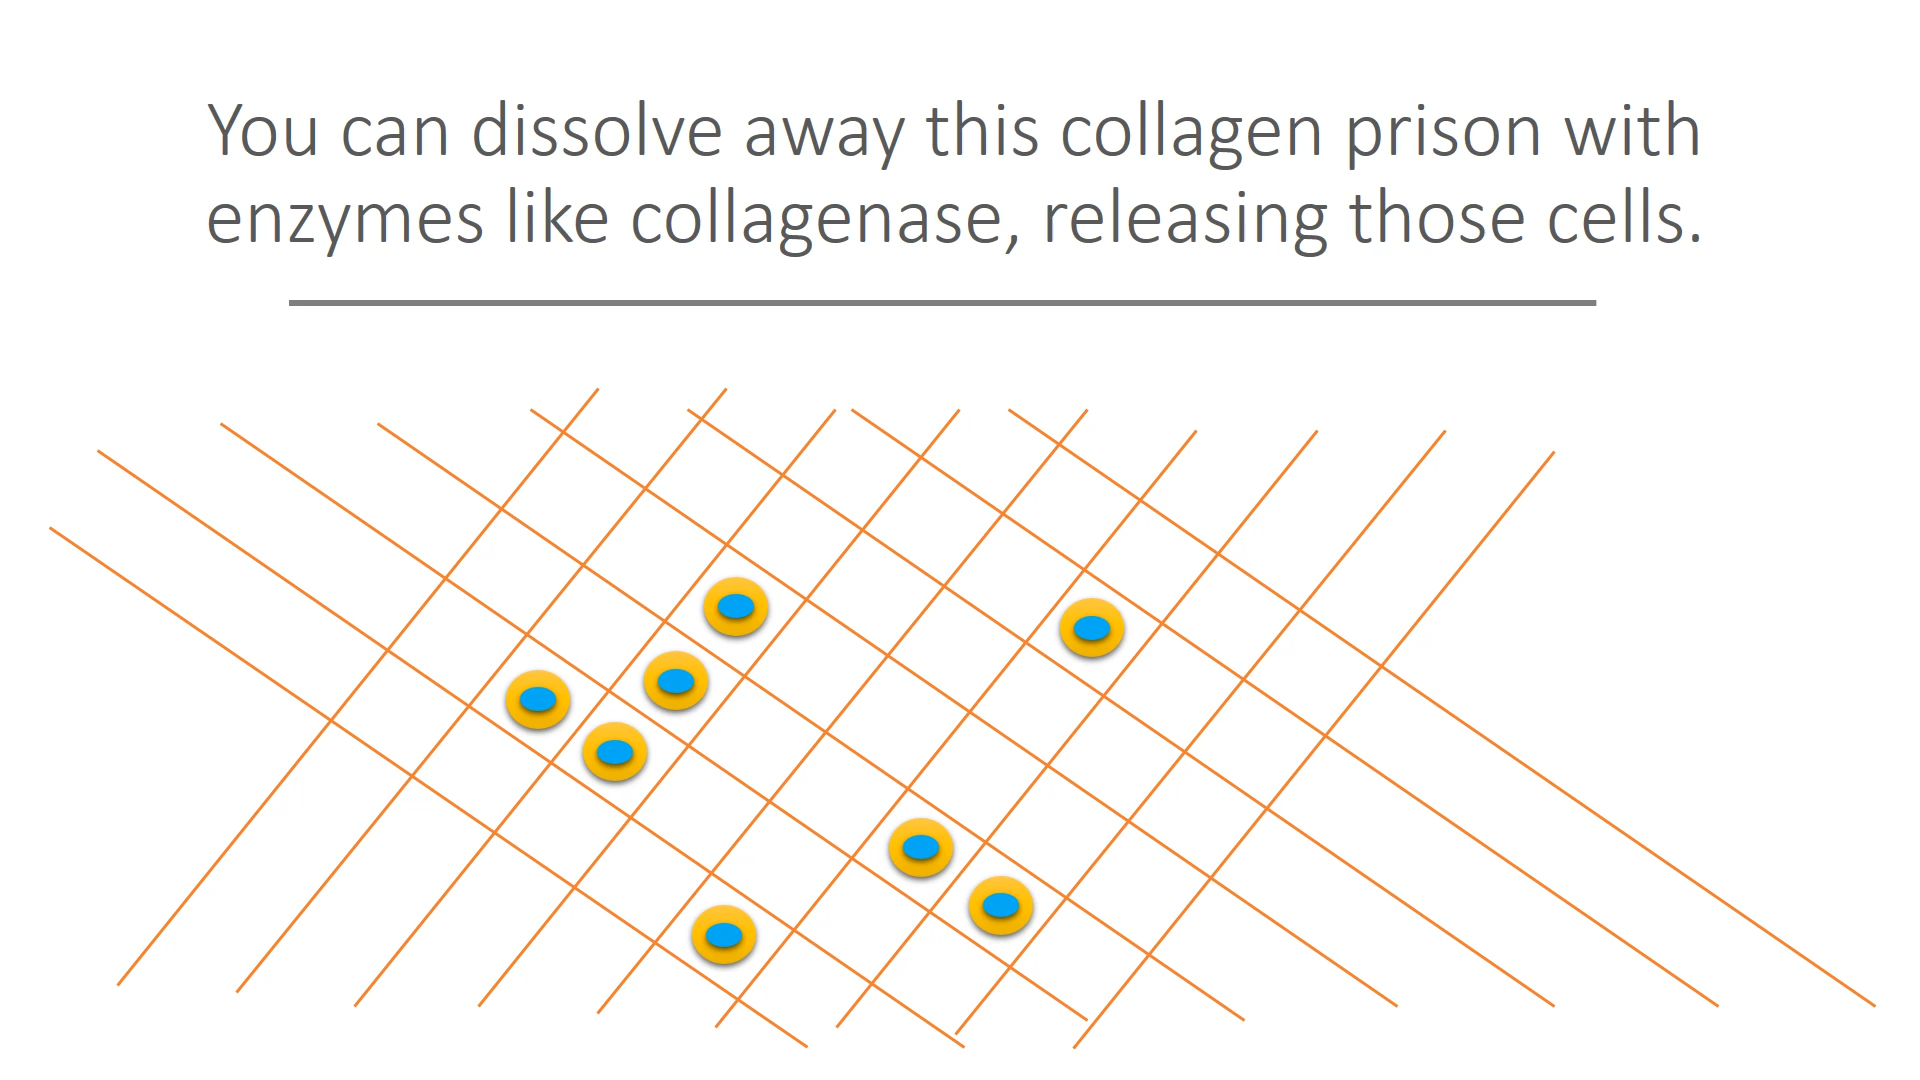 You can dissolve away this collagen prison with
enzymes like collagenase, releasing those cells.